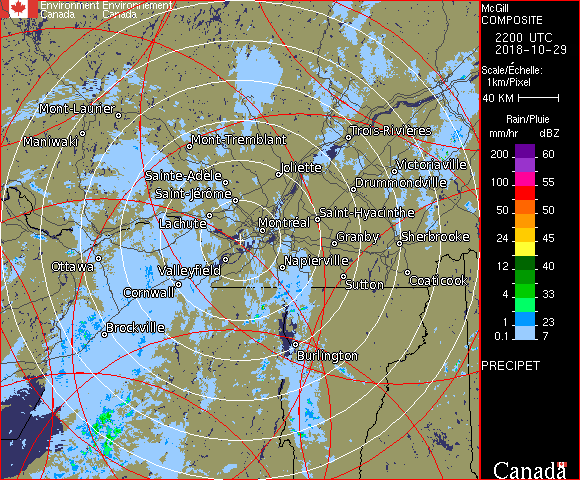 Environment Environnement
Canada Canada
McGill
COMPOSITE
2200 UTC
2018-10-29
Scale/Échelle:
1km/Pixel
40 KM
Rain/Pluie
mm/hr dBZ
200 60
100 55
50 50
24 45
12 40
4 33
1 23
0.1 7
PRECIPET
Canada
Mont-Laurier
Maniwaki
Mont-Tremblant
Trois-Rivières
Joliette
Victoriaville
Sainte-Adele
Drummondville
Saint-Jérôme
Lachute
Montréal
Saint-Hyacinthe
Granby
Sherbrooke
Ottawa
Valleyfield
Napierville
Cornwall
Sutton
Coaticook
Brockville
Burlington